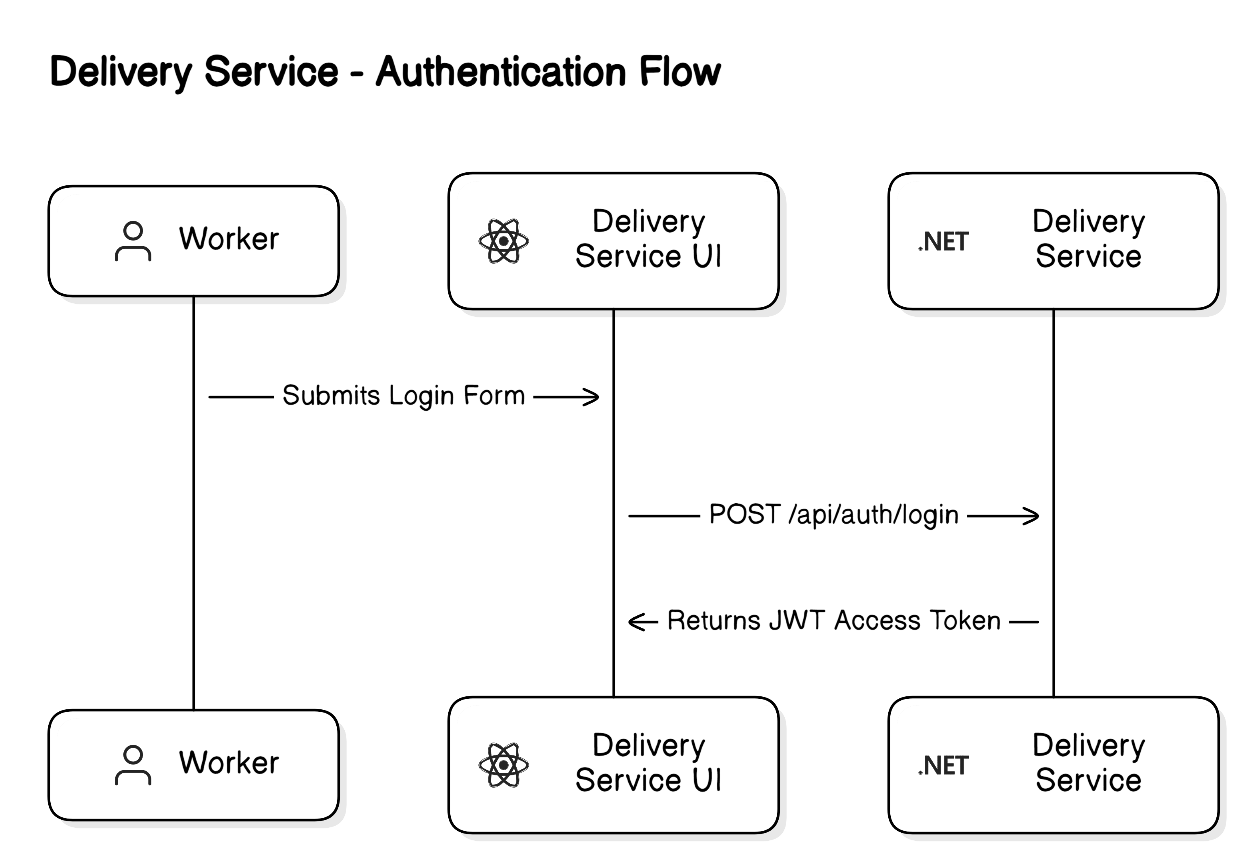 Delivery Service - Authentication Flow
Worker
Delivery
Service UI
.NET
Delivery
Service
Submits Login Form
POST /api/auth/login
Returns JWT Access Token
Worker
Delivery
Service UI
.NET
Delivery
Service